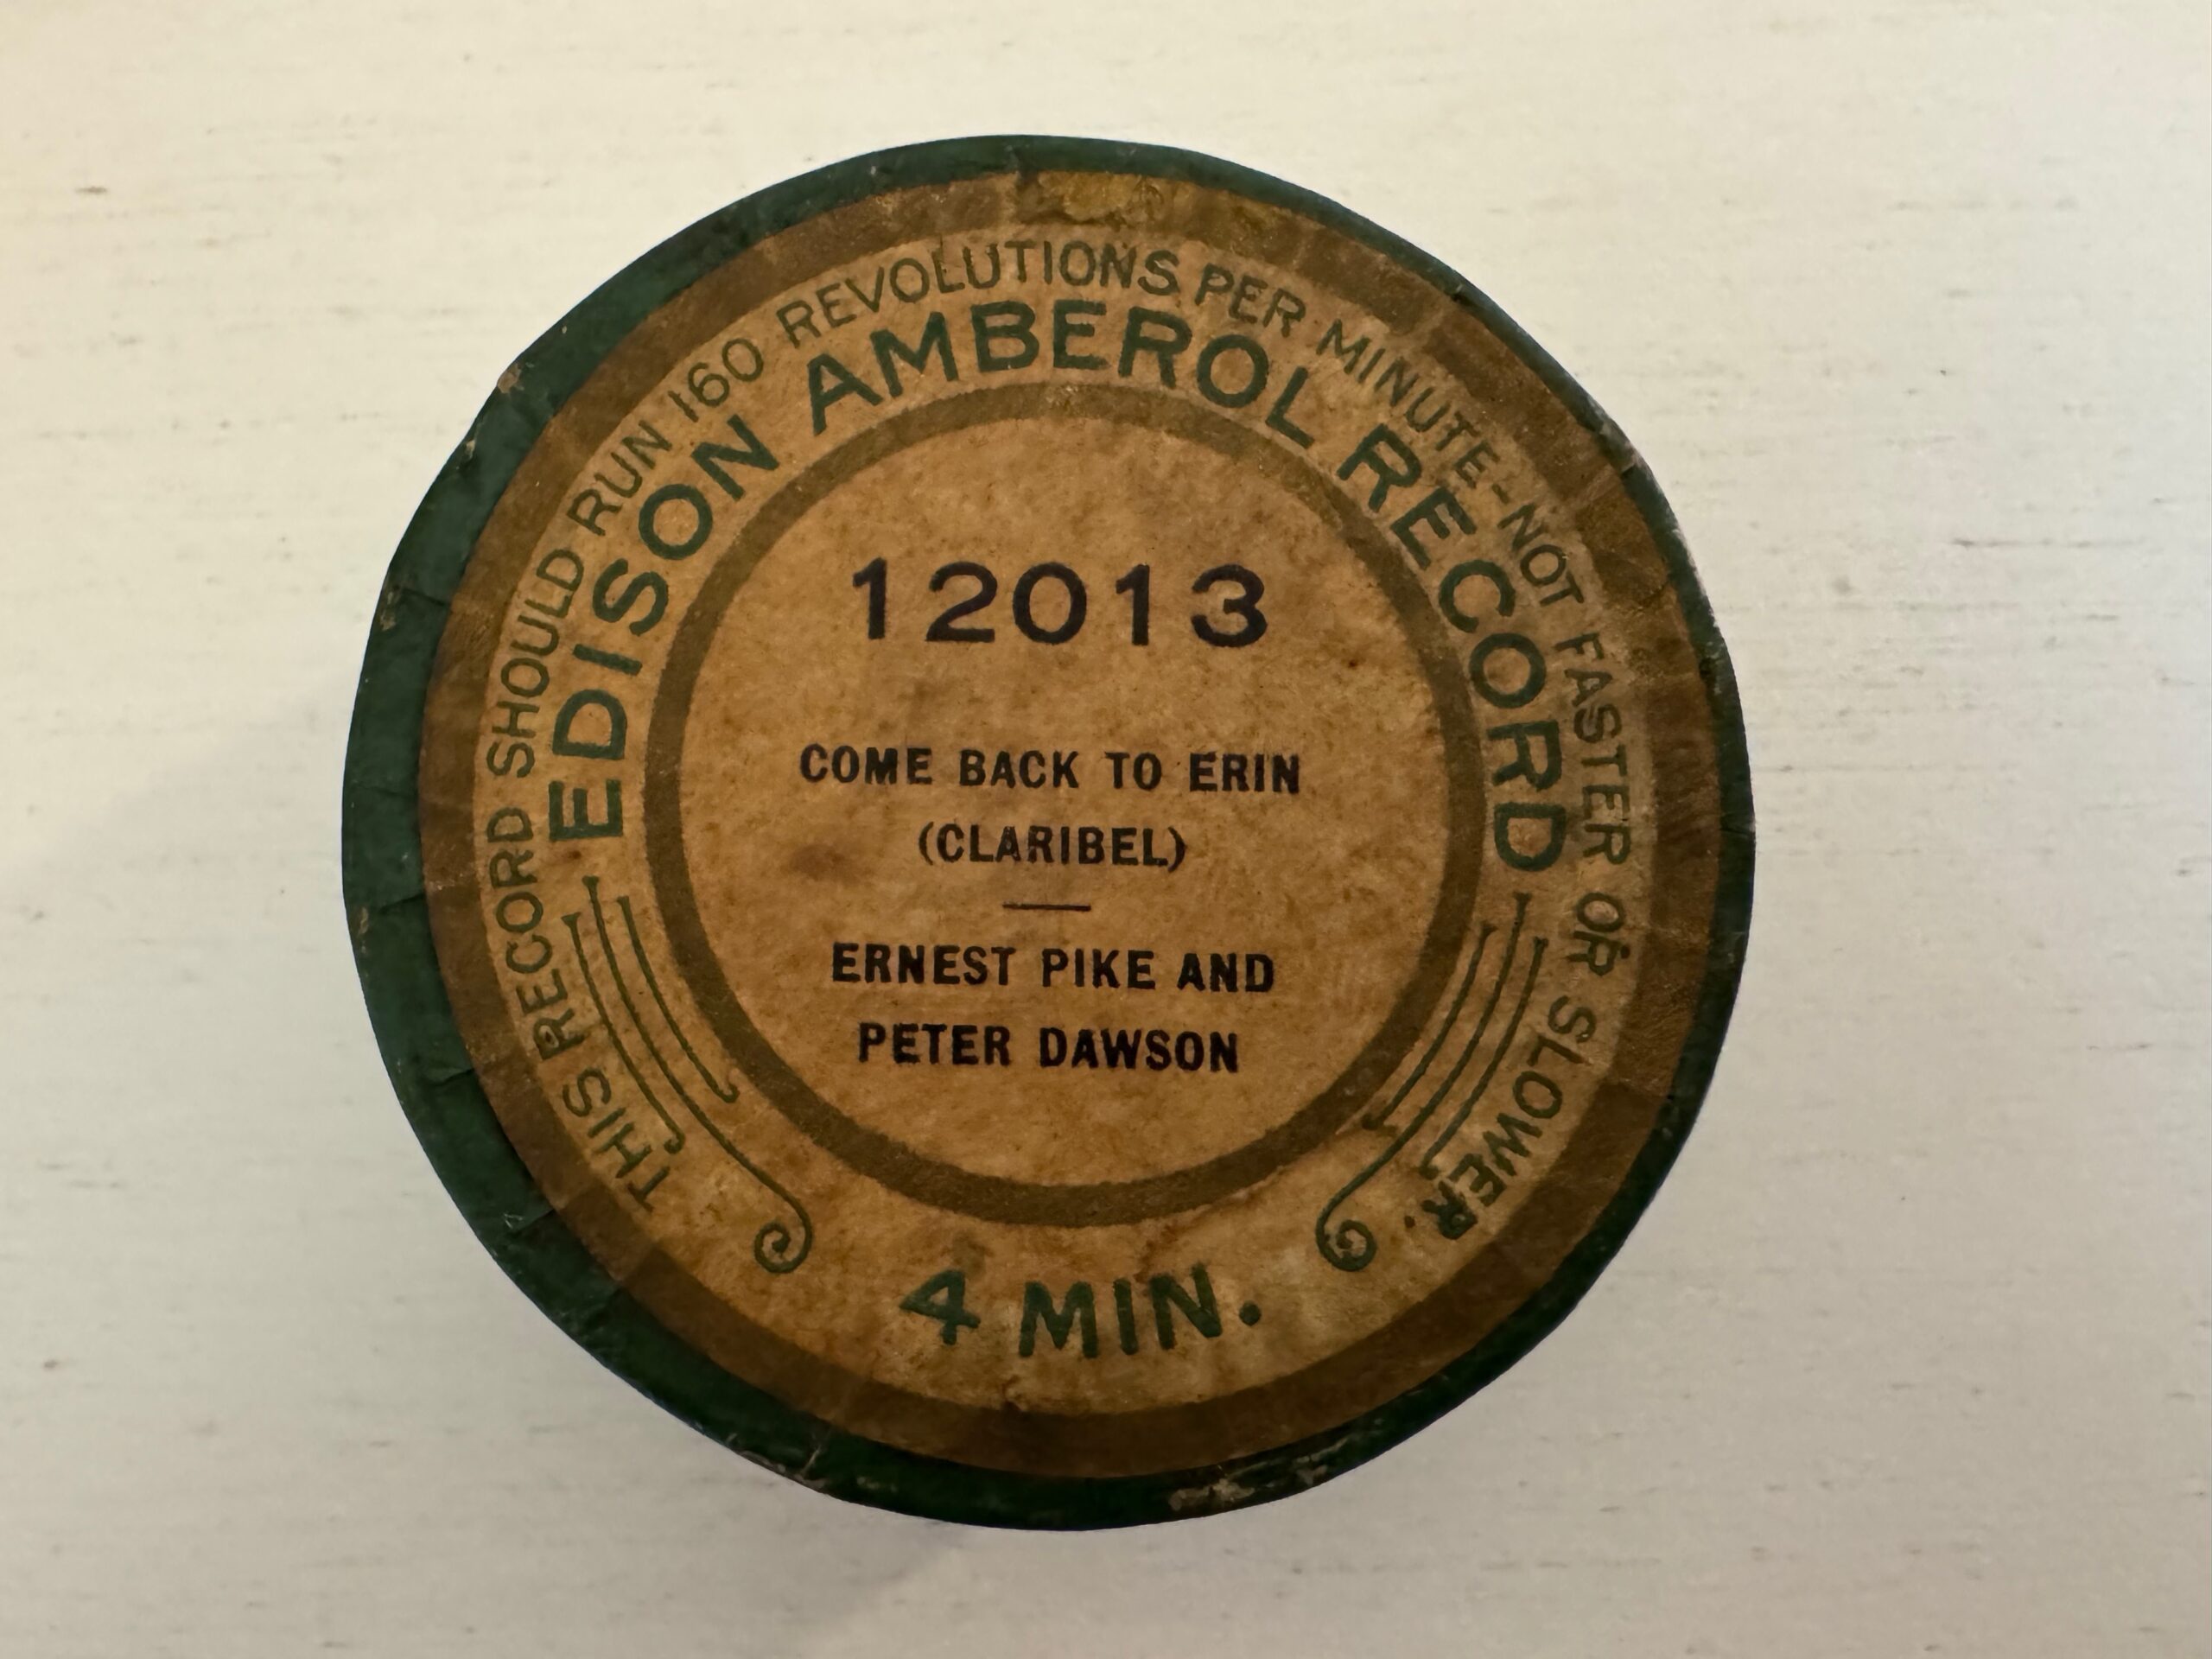 THIS RECORD SHOULD RUN 160 REVOLUTIONS PER MINUTE-NOT FASTER OR SLOWER.
EDISON AMBEROL RECORD
12013
COME BACK TO ERIN
(CLARIBEL)
ERNEST PIKE AND
PETER DAWSON
4 MIN.